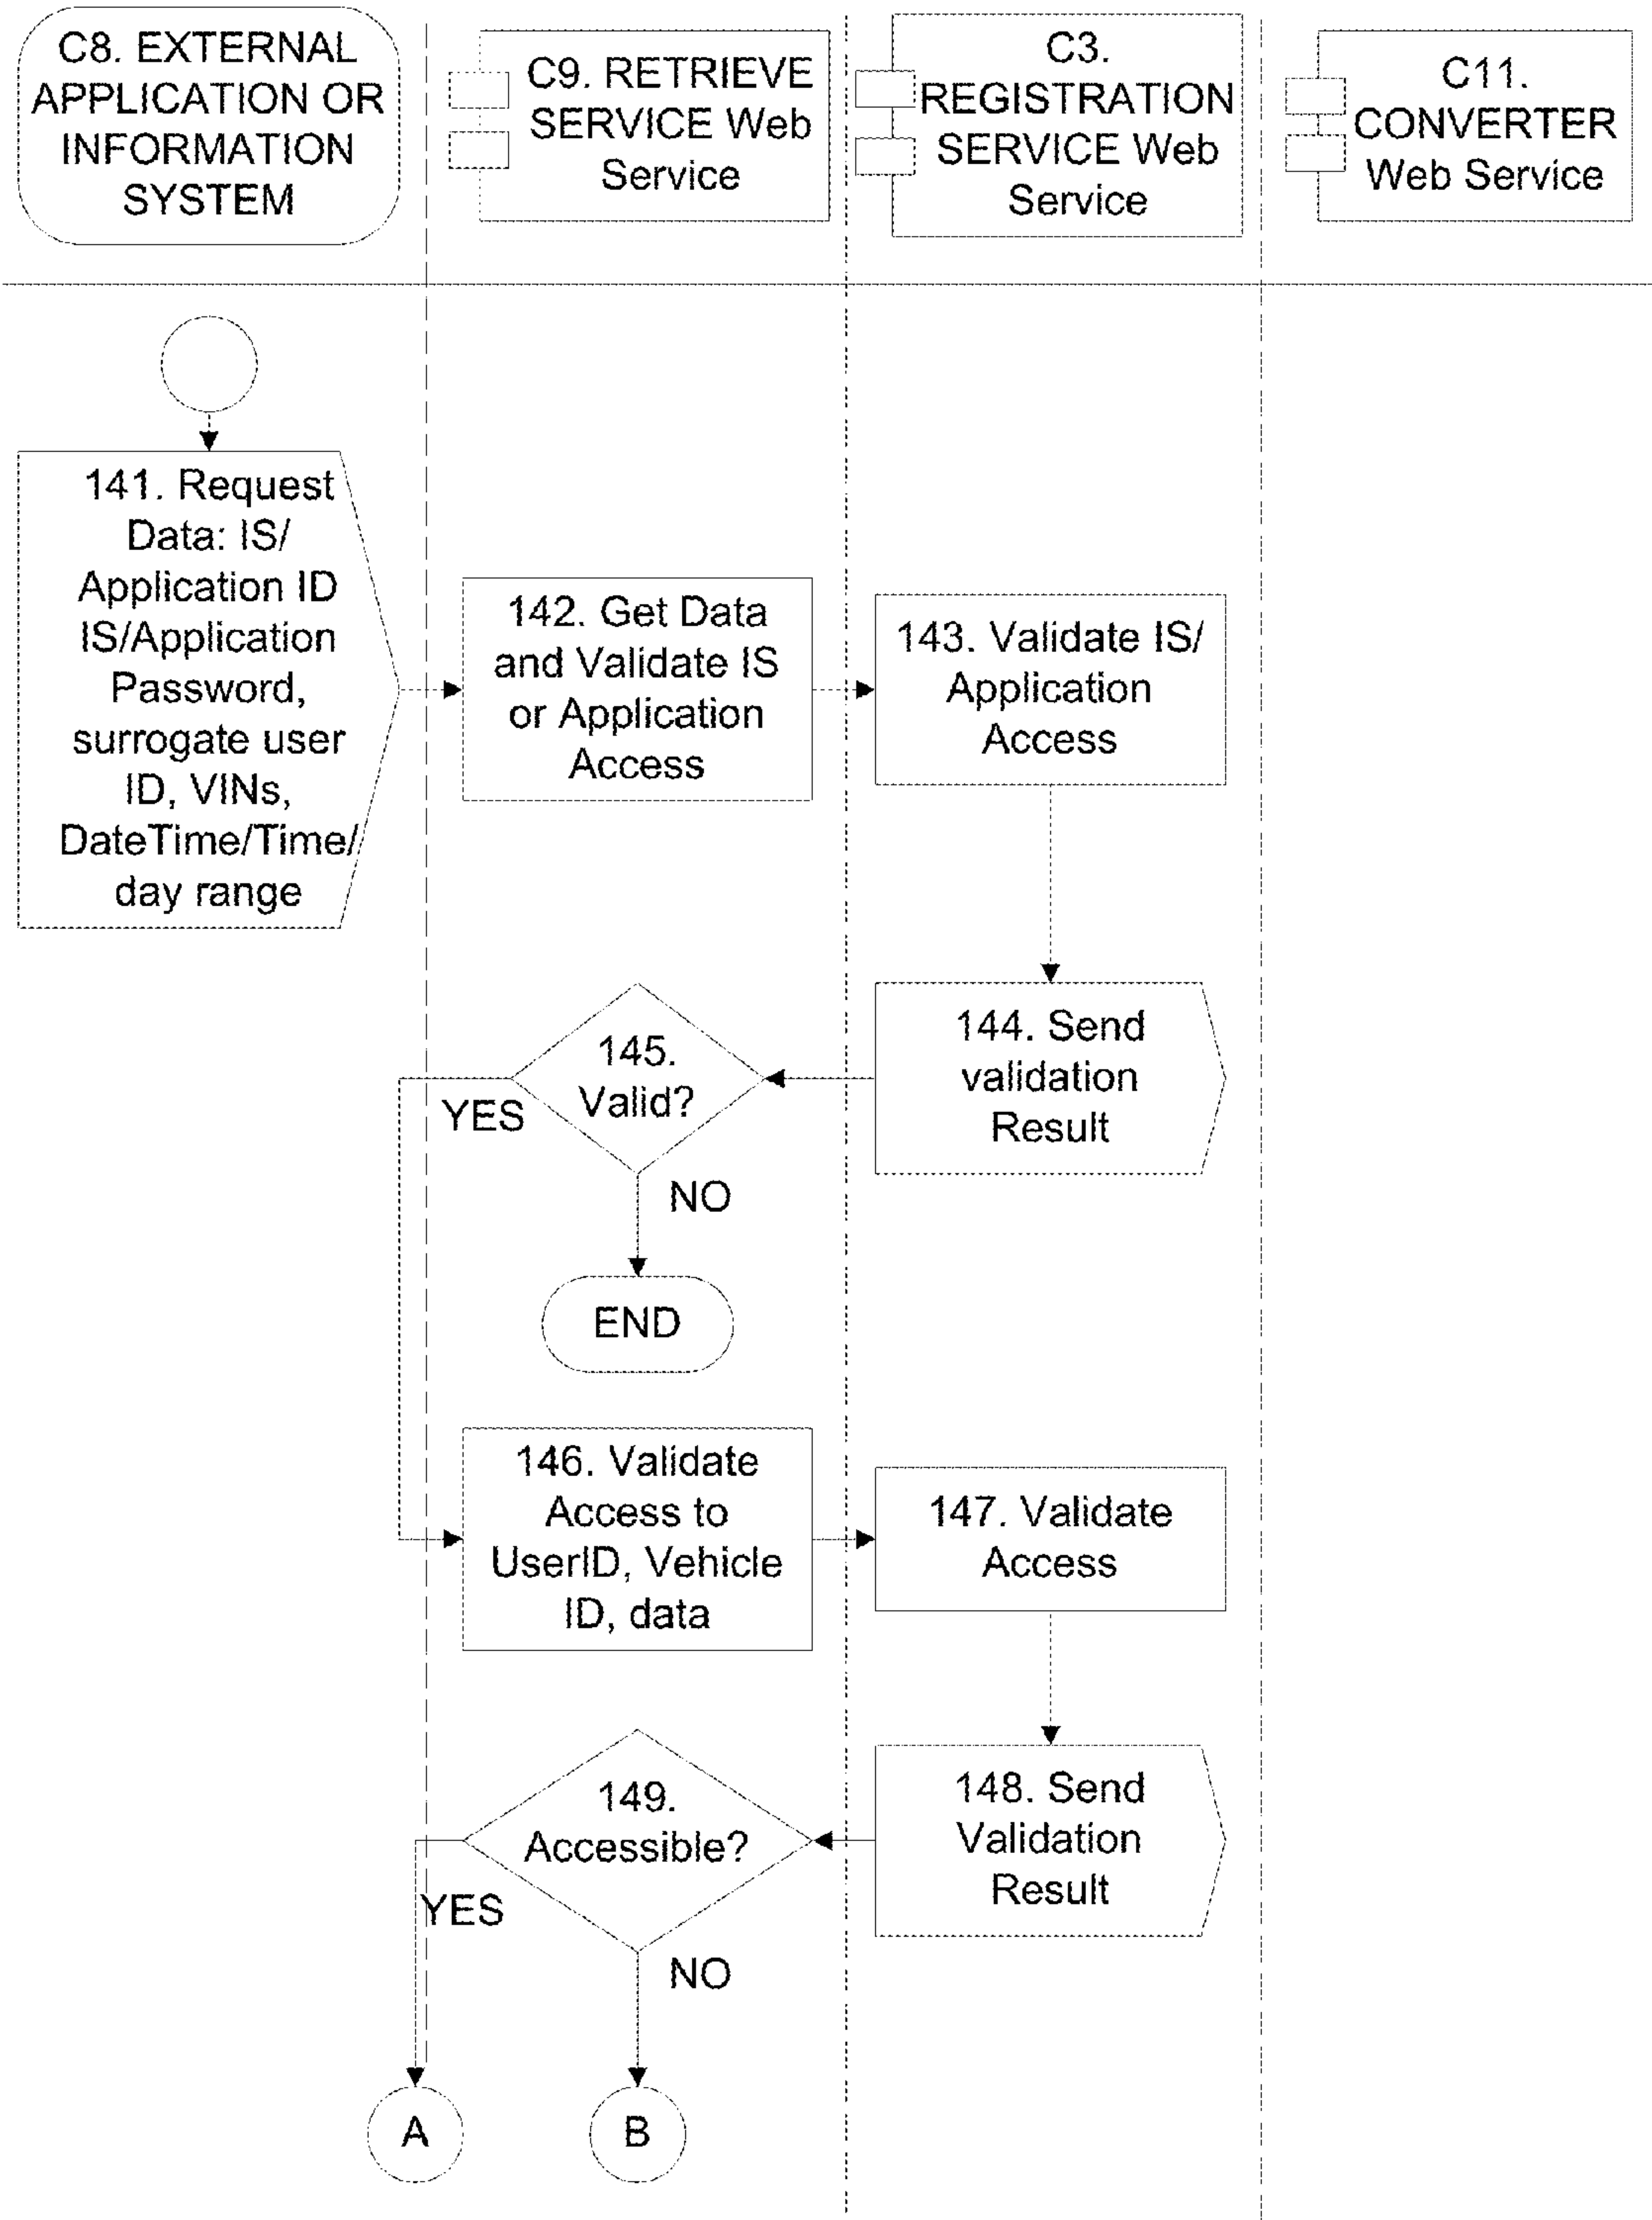 C8. EXTERNAL
APPLICATION OR
INFORMATION
SYSTEM
C9. RETRIEVE
SERVICE Web
Service
C3.
REGISTRATION
SERVICE Web
Service
C11.
CONVERTER
Web Service
141. Request
Data: IS/
Application ID
IS/Application
Password,
surrogate user
ID, VINs,
DateTime/Time/
day range
142. Get Data
and Validate IS
or Application
Access
143. Validate IS/
Application
Access
144. Send
validation
Result
145.
Valid?
YES
NO
END
146. Validate
Access to
UserID, Vehicle
ID, data
147. Validate
Access
148. Send
Validation
Result
149.
Accessible?
YES
NO
A
B